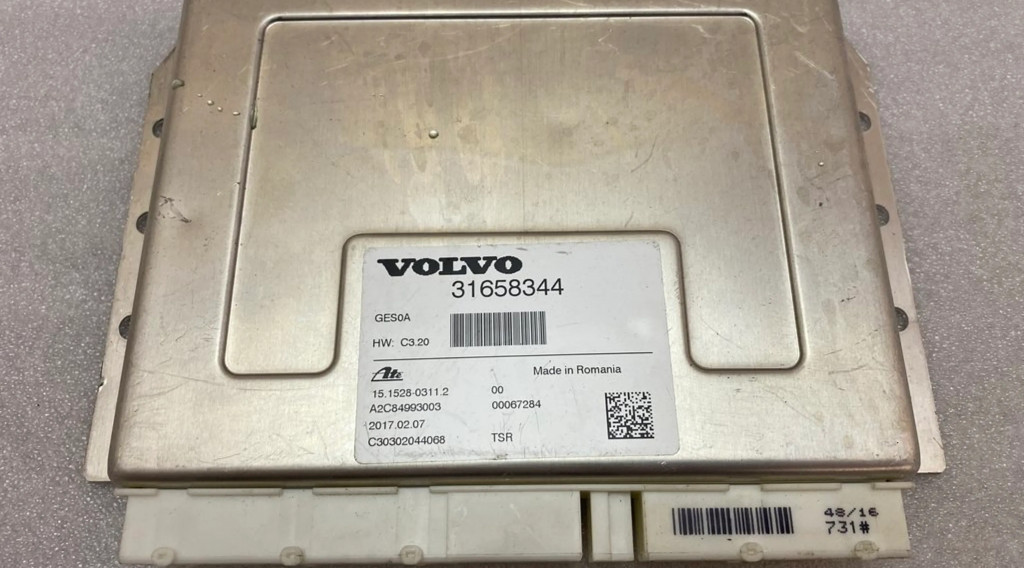 VOLVO
31658344
GES0A
HW: C3.20
Ate
Made in Romania
15.1528-0311.2 00
A2C84993003 00067284
2017.02.07
C30302044068 TSR
48/16
731#